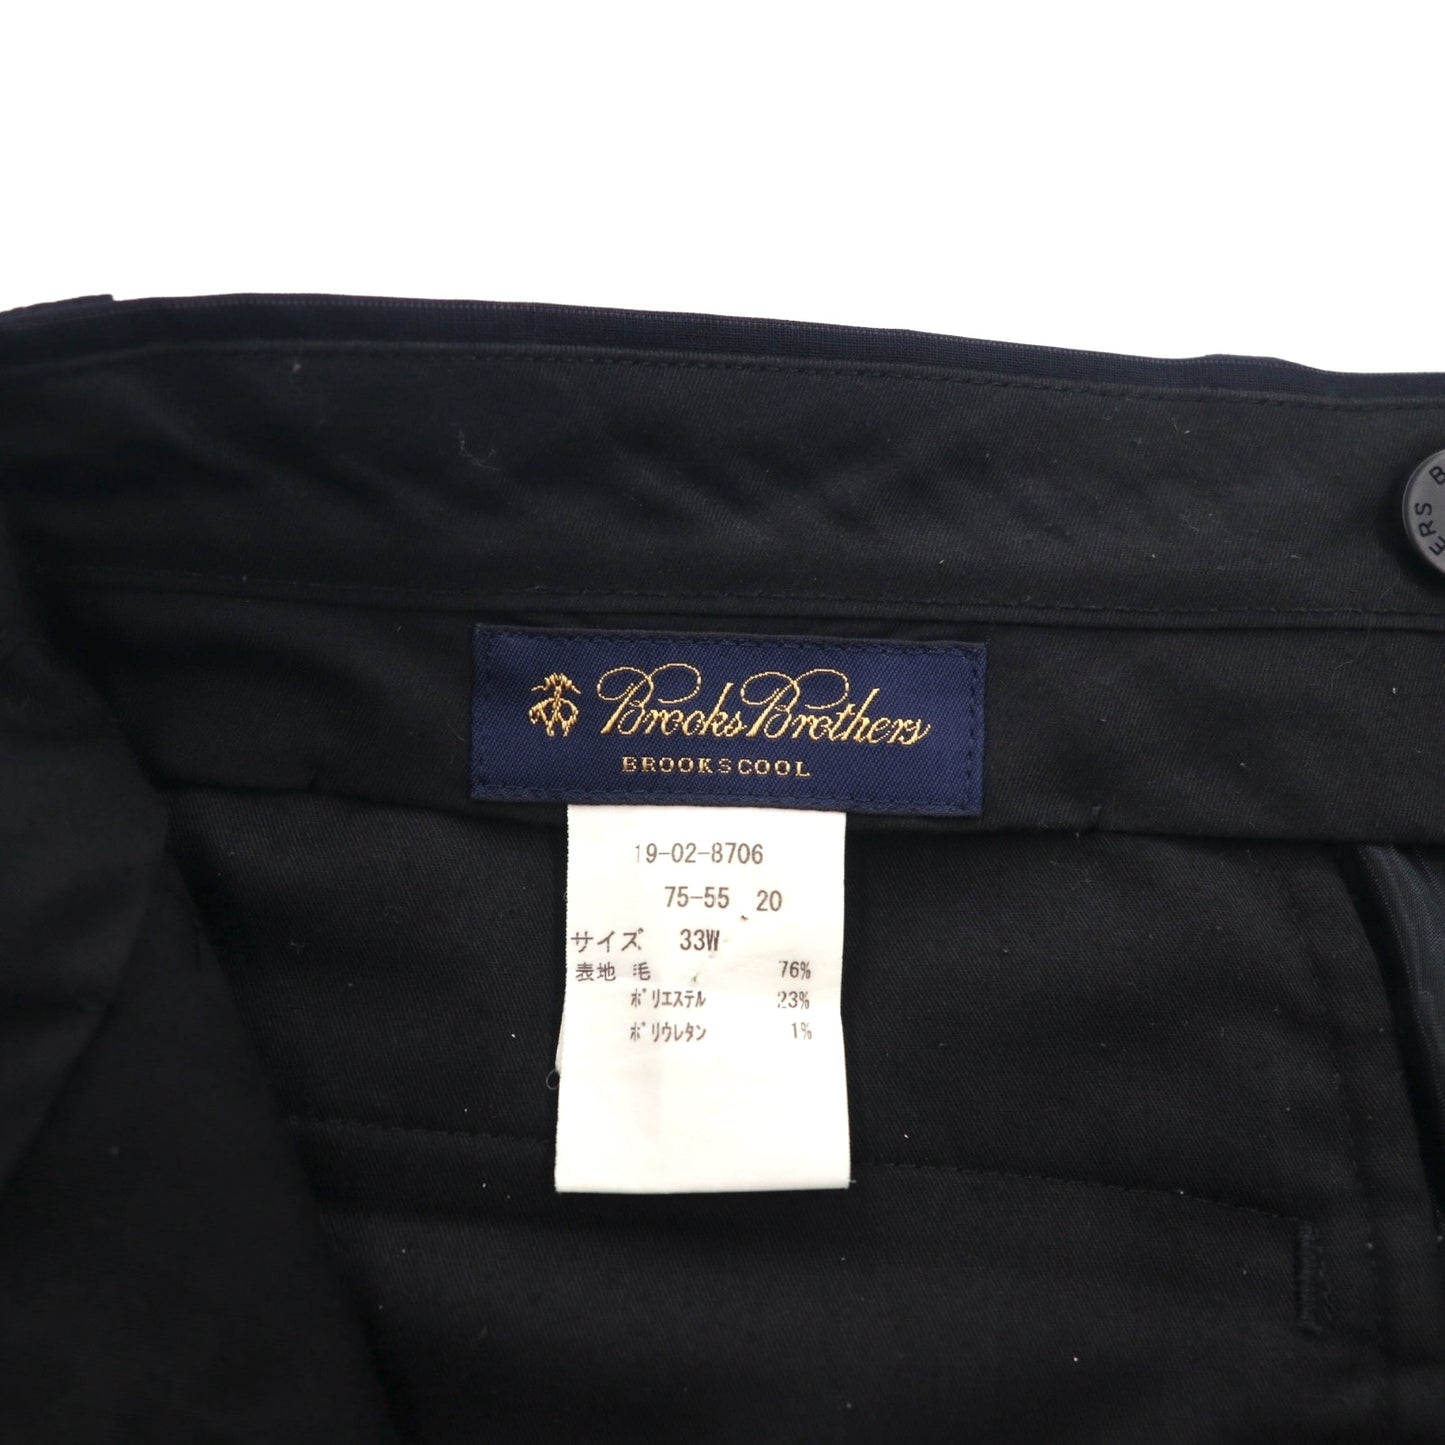 ERS B
Brooks Brothers
BROOKSCOOL
19-02-8706
75-55 20
サイズ 33W
表地 毛 76%
ポリエステル 23%
ポリウレタン 1%